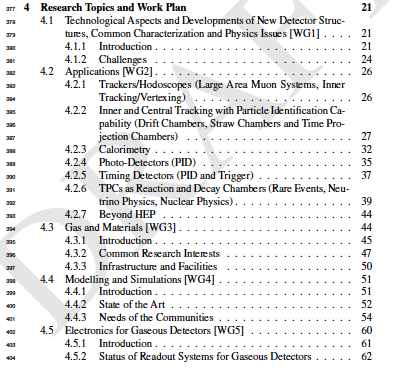 377 4 Research Topics and Work Plan 21
378 4.1 Technological Aspects and Developments of New Detector Struc-
379 tures, Common Characterization and Physics Issues [WG1] . . . . 21
380 4.1.1 Introduction . . . . . . . . . . . . . . . . . . . . . . . 21
381 4.1.2 Challenges . . . . . . . . . . . . . . . . . . . . . . . . 24
382 4.2 Applications [WG2] . . . . . . . . . . . . . . . . . . . . . . . . 26
383 4.2.1 Trackers/Hodoscopes (Large Area Muon Systems, Inner
384 Tracking/Vertexing) . . . . . . . . . . . . . . . . . . . 26
385 4.2.2 Inner and Central Tracking with Particle Identification Ca-
386 pability (Drift Chambers, Straw Chambers and Time Pro-
387 jection Chambers) . . . . . . . . . . . . . . . . . . . . 27
388 4.2.3 Calorimetry . . . . . . . . . . . . . . . . . . . . . . . 32
389 4.2.4 Photo-Detectors (PID) . . . . . . . . . . . . . . . . . . 35
390 4.2.5 Timing Detectors (PID and Trigger) . . . . . . . . . . . 37
391 4.2.6 TPCs as Reaction and Decay Chambers (Rare Events, Neu-
392 trino Physics, Nuclear Physics) . . . . . . . . . . . . . . 39
393 4.2.7 Beyond HEP . . . . . . . . . . . . . . . . . . . . . . . 44
394 4.3 Gas and Materials [WG3] . . . . . . . . . . . . . . . . . . . . . 44
395 4.3.1 Introduction . . . . . . . . . . . . . . . . . . . . . . . 45
396 4.3.2 Common Research Interests . . . . . . . . . . . . . . . 47
397 4.3.3 Infrastructure and Facilities . . . . . . . . . . . . . . . 50
398 4.4 Modelling and Simulations [WG4] . . . . . . . . . . . . . . . . 51
399 4.4.1 Introduction . . . . . . . . . . . . . . . . . . . . . . . 51
400 4.4.2 State of the Art . . . . . . . . . . . . . . . . . . . . . . 52
401 4.4.3 Needs of the Communities . . . . . . . . . . . . . . . . 54
402 4.5 Electronics for Gaseous Detectors [WG5] . . . . . . . . . . . . 60
403 4.5.1 Introduction . . . . . . . . . . . . . . . . . . . . . . . 61
404 4.5.2 Status of Readout Systems for Gaseous Detectors . . . . . 62